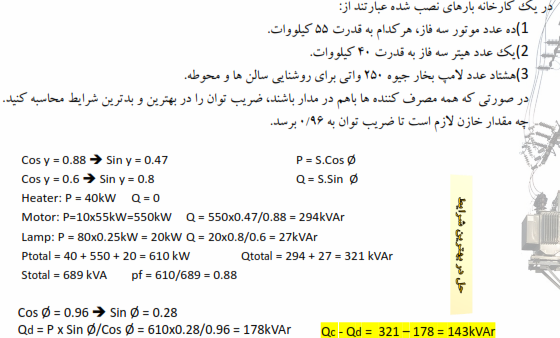 در یک کارخانه بارهای نصب شده عبارتند از:
1)ده عدد موتور سه فاز، هرکدام به قدرت ۵۵ کیلووات.
2)یک عدد هیتر سه فاز به قدرت ۴۰ کیلووات.
3)هشتاد عدد لامپ بخار جیوه ۲۵۰ واتی برای روشنایی سالن ها و محوطه.
در صورتی که همه مصرف کننده ها باهم در مدار باشند، ضریب توان را در بهترین و بدترین شرایط محاسبه کنید.
چه مقدار خازن لازم است تا ضریب توان به ۰/۹۶ برسد.
Cos y = 0.88 ➔ Sin y = 0.47 P = S.Cos Ø
Cos y = 0.6 ➔ Sin y = 0.8 Q = S.Sin Ø
Heater: P = 40kW Q = 0
Motor: P=10x55kW=550kW Q = 550x0.47/0.88 = 294kVAr
Lamp: P = 80x0.25kW = 20kW Q = 20x0.8/0.6 = 27kVAr
Ptotal = 40 + 550 + 20 = 610 kW Qtotal = 294 + 27 = 321 kVAr
Stotal = 689 kVA pf = 610/689 = 0.88
حل در بهترین شرایط
Cos Ø = 0.96 ➔ Sin Ø = 0.28
Qd = P x Sin Ø/Cos Ø = 610x0.28/0.96 = 178kVAr Qc - Qd = 321 – 178 = 143kVAr